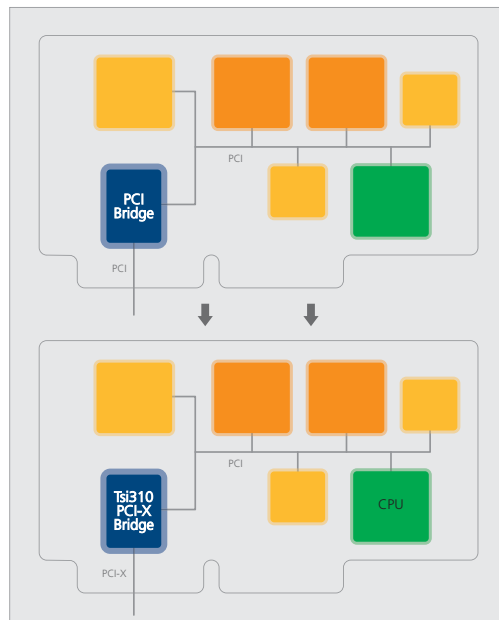 PCI
PCI
Bridge
PCI
PCI
Tsi310
PCI-X
Bridge
CPU
PCI-X